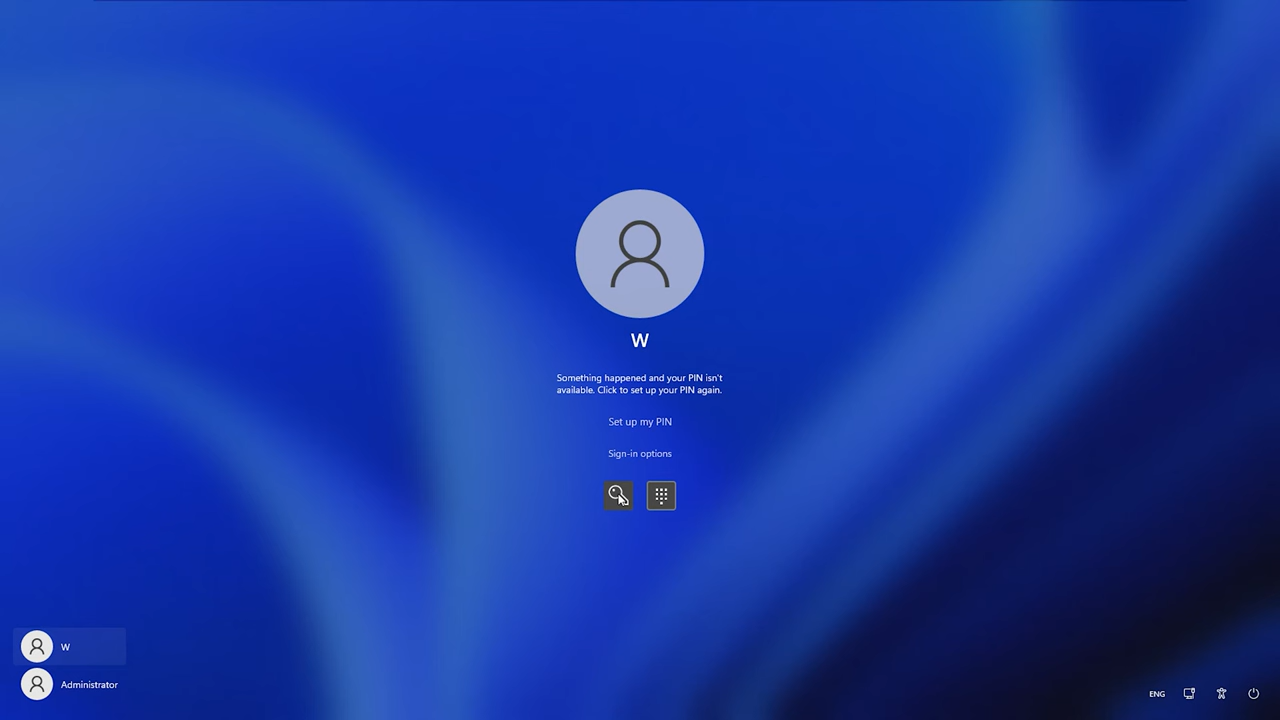 W
Something happened and your PIN isn't
available. Click to set up your PIN again.
Set up my PIN
Sign-in options
W
Administrator
ENG